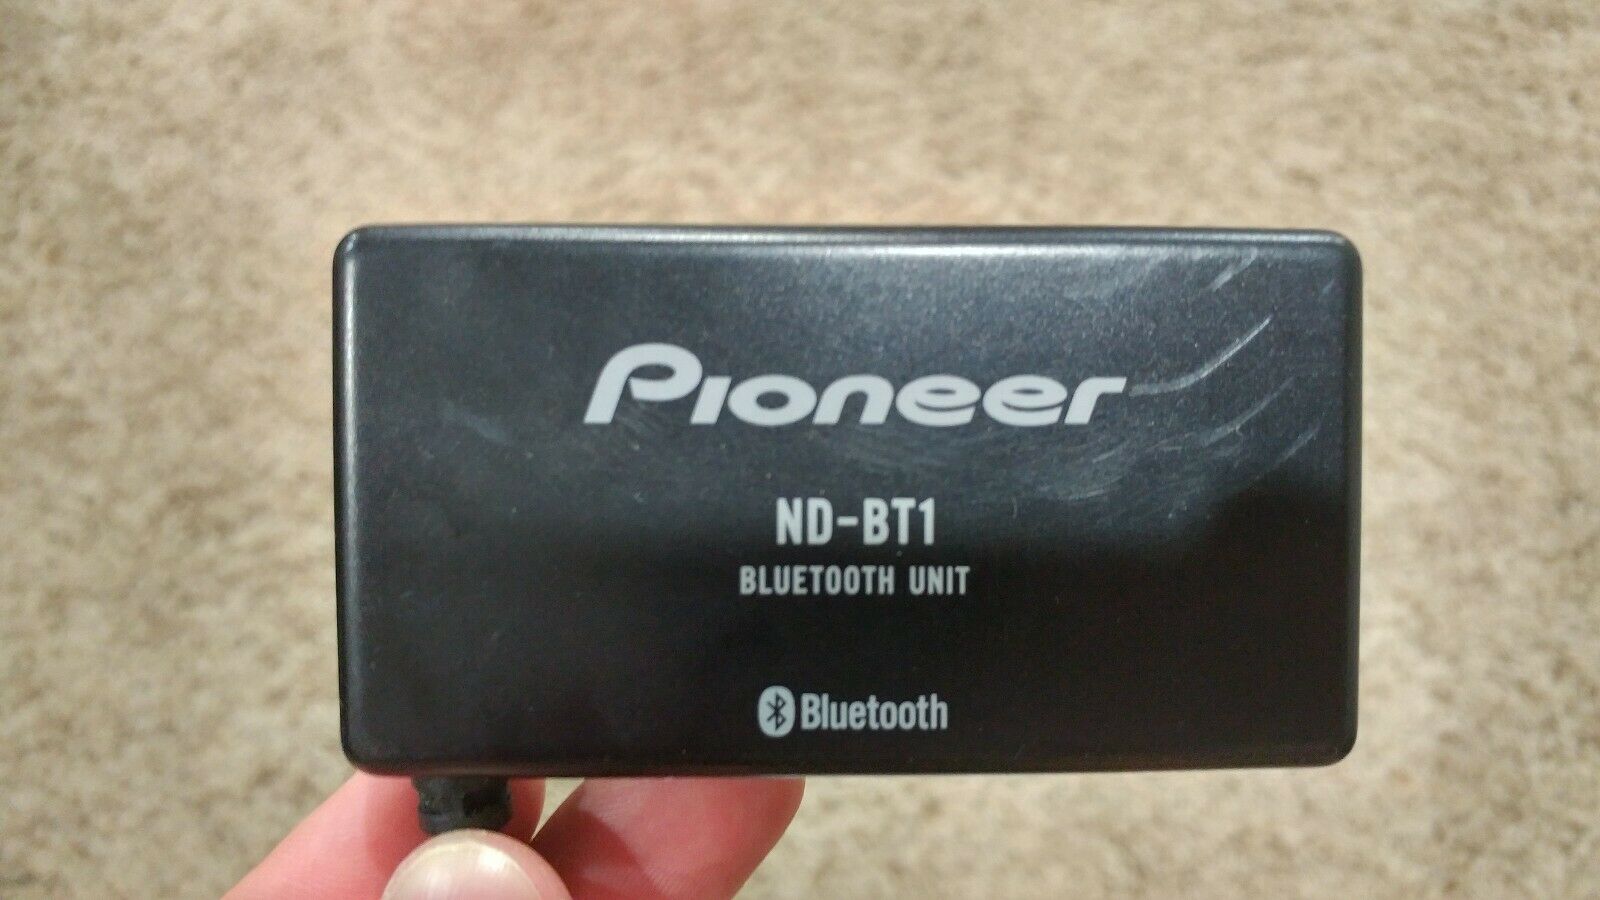 Pioneer
ND-BT1
BLUETOOTH UNIT
Bluetooth